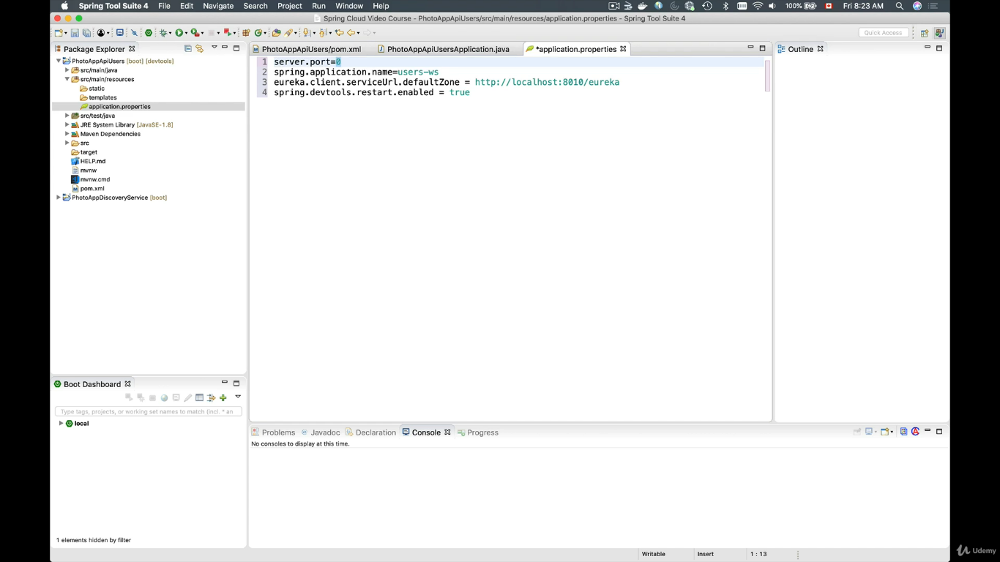 Spring Tool Suite 4 File Edit Navigate Search Project Run Window Help 100% Fri 8:23 AM
Spring Cloud Video Course - PhotoAppApiUsers/src/main/resources/application.properties - Spring Tool Suite 4
Quick Access
Package Explorer
PhotoAppApiUsers [boot] [devtools]
src/main/java
src/main/resources
static
templates
application.properties
src/test/java
JRE System Library [JavaSE-1.8]
Maven Dependencies
src
target
HELP.md
mvnw
mvnw.cmd
pom.xml
PhotoAppDiscoveryService [boot]
PhotoAppApiUsers/pom.xml PhotoAppApiUsersApplication.java *application.properties
1 server.port=0
2 spring.application.name=users-ws
3 eureka.client.serviceUrl.defaultZone = http://localhost:8010/eureka
4 spring.devtools.restart.enabled = true
Outline
Boot Dashboard
Type tags, projects, or working set names to match (incl. * an
local
1 elements hidden by filter
Problems Javadoc Declaration Console Progress
No consoles to display at this time.
Writable Insert 1 : 13
Udemy